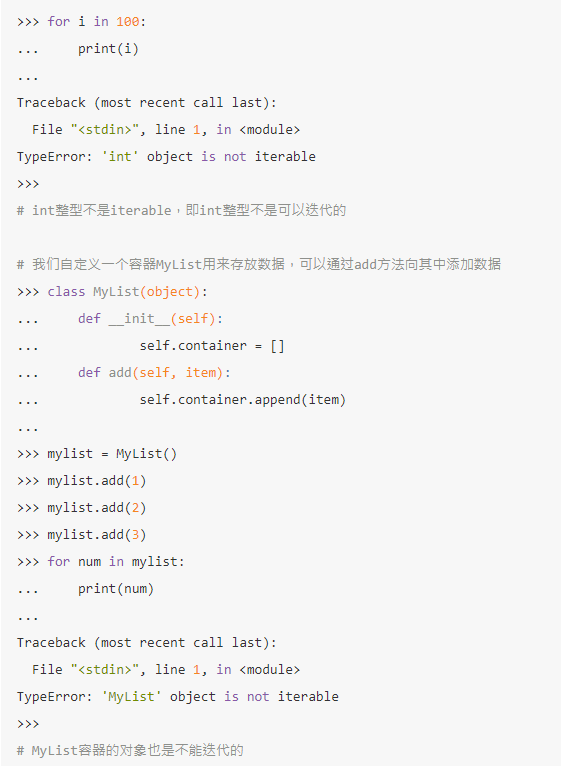 >>> for i in 100:
...     print(i)
...
Traceback (most recent call last):
  File "<stdin>", line 1, in <module>
TypeError: 'int' object is not iterable
>>>
# int整型不是iterable，即int整型不是可以迭代的

# 我们自定义一个容器MyList用来存放数据，可以通过add方法向其中添加数据
>>> class MyList(object):
...     def __init__(self):
...             self.container = []
...     def add(self, item):
...             self.container.append(item)
...
>>> mylist = MyList()
>>> mylist.add(1)
>>> mylist.add(2)
>>> mylist.add(3)
>>> for num in mylist:
...     print(num)
...
Traceback (most recent call last):
  File "<stdin>", line 1, in <module>
TypeError: 'MyList' object is not iterable
>>>
# MyList容器的对象也是不能迭代的